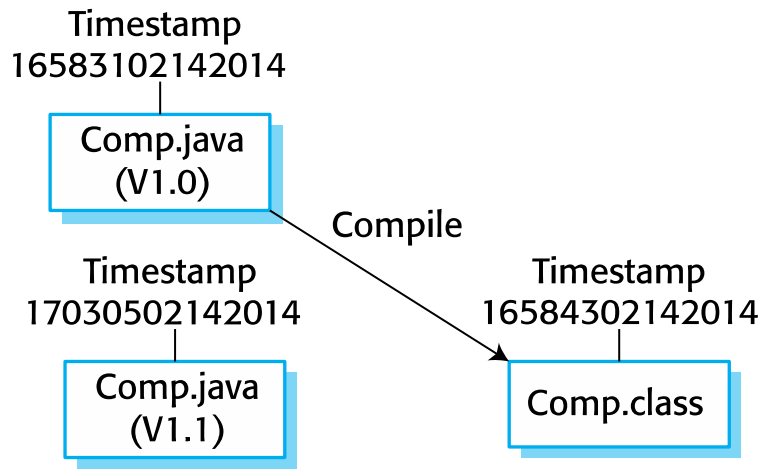 Timestamp
16583102142014
Comp.java
(V1.0)
Compile
Timestamp
17030502142014
Comp.java
(V1.1)
Timestamp
16584302142014
Comp.class